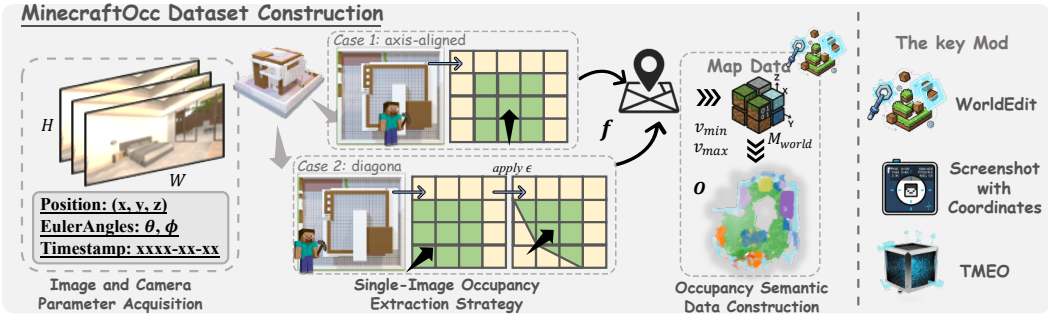 MinecraftOcc Dataset Construction
H
W
Position: (x, y, z)
EulerAngles: θ, ϕ
Timestamp: xxxx-xx-xx
Image and Camera
Parameter Acquisition
Case 1: axis-aligned
Case 2: diagona
apply ϵ
Single-Image Occupancy
Extraction Strategy
f
Map Data
v_min
v_max
Z
X
Y
M_world
O
Occupancy Semantic
Data Construction
The key Mod
WorldEdit
Screenshot
with
Coordinates
TMEO